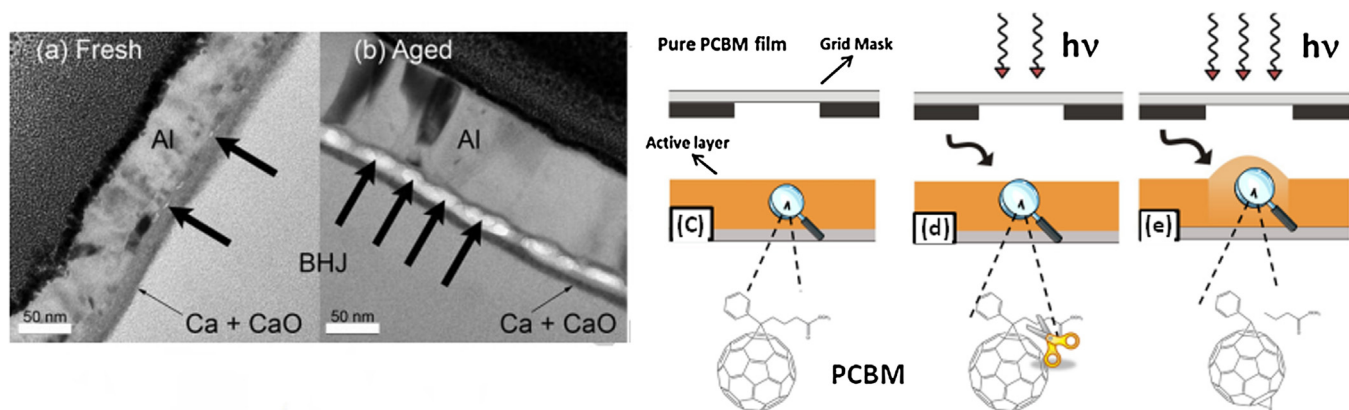 (a) Fresh
Al
50 nm
Ca + CaO
(b) Aged
Al
BHJ
50 nm
Ca + CaO
Pure PCBM film
Grid Mask
Active layer
(C)
PCBM
hν
(d)
hν
(e)